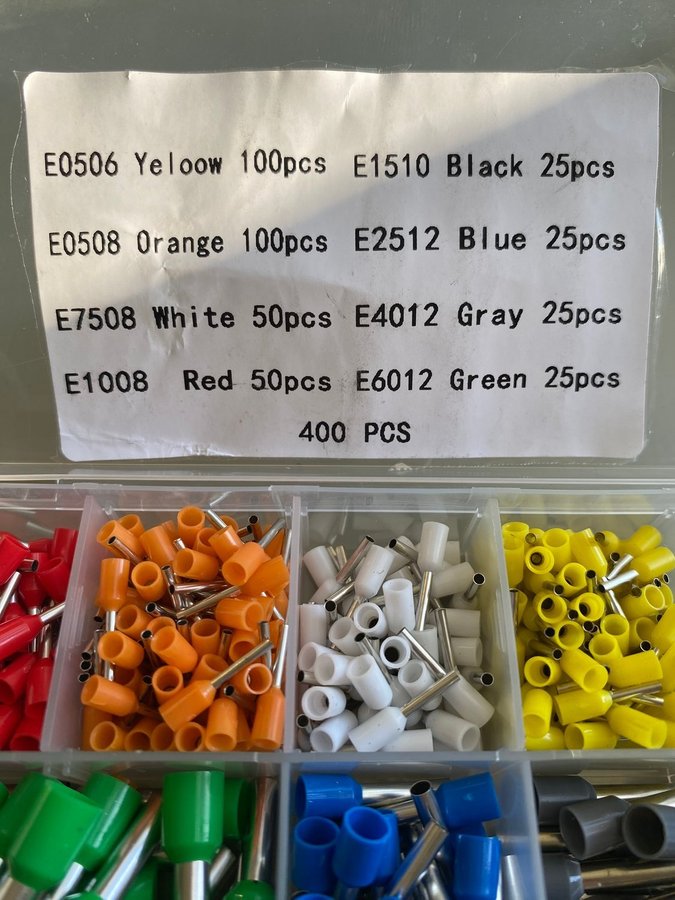 E0506 Yeloow 100pcs E1510 Black 25pcs
E0508 Orange 100pcs E2512 Blue 25pcs
E7508 White 50pcs E4012 Gray 25pcs
E1008 Red 50pcs E6012 Green 25pcs
400 PCS